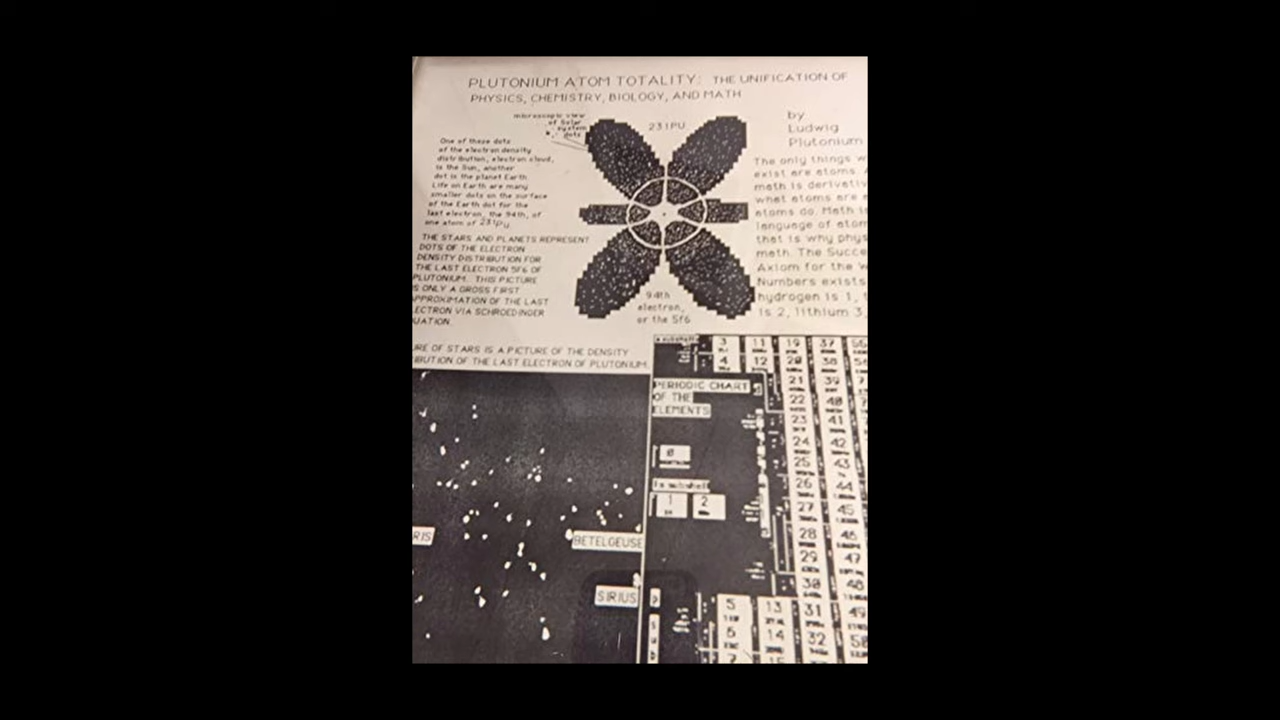 PLUTONIUM ATOM TOTALITY: THE UNIFICATION OF
PHYSICS, CHEMISTRY, BIOLOGY, AND MATH
microscopic view
of Solar
system
dots
231PU
by
Ludwig
Plutonium
One of these dots
of the electron density
distribution, electron cloud,
is the Sun, another
dot is the planet Earth
Life on Earth are many
smaller dots on the surface
of the Earth dot for the
last electron, the 94th, of
one atom of 231PU
THE STARS AND PLANETS REPRESENT
DOTS OF THE ELECTRON
DENSITY DISTRIBUTION FOR
THE LAST ELECTRON 5F6 OF
PLUTONIUM. THIS PICTURE
S ONLY A GROSS FIRST
PPROXIMATION OF THE LAST
ECTRON VIA SCHROEDINGER
UATION.
94th
electron,
or the 5f6
The only things w
exist are atoms. A
math is derivativ
what atoms are a
atoms do. Math is
language of atom
that is why phys
math. The Succe
Axiom for the w
Numbers exists
hydrogen is 1,
is 2, lithium 3,
URE OF STARS IS A PICTURE OF THE DENSITY
IBUTION OF THE LAST ELECTRON OF PLUTONIUM
RIS
BETELGEUSE
SIRIUS
PERIODIC CHART
OF THE
ELEMENTS
0
1 2
3 11 19 37 55
4 12 20 38 56
21 39
22 40
23 41
24 42
25 43
26 44
27 45
28 46
29 47
30 48
5 13 31 49
6 14 32 50
7 15